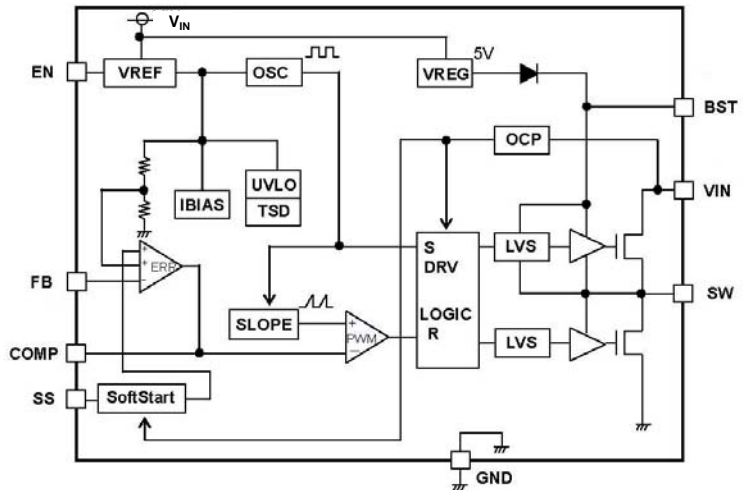 VIN
EN
VREF
OSC
VREG
5V
BST
OCP
VIN
IBIAS
UVLO
TSD
S
DRV
LOGIC
R
LVS
ERR
FB
SW
SLOPE
PWM
LVS
COMP
SS
SoftStart
GND